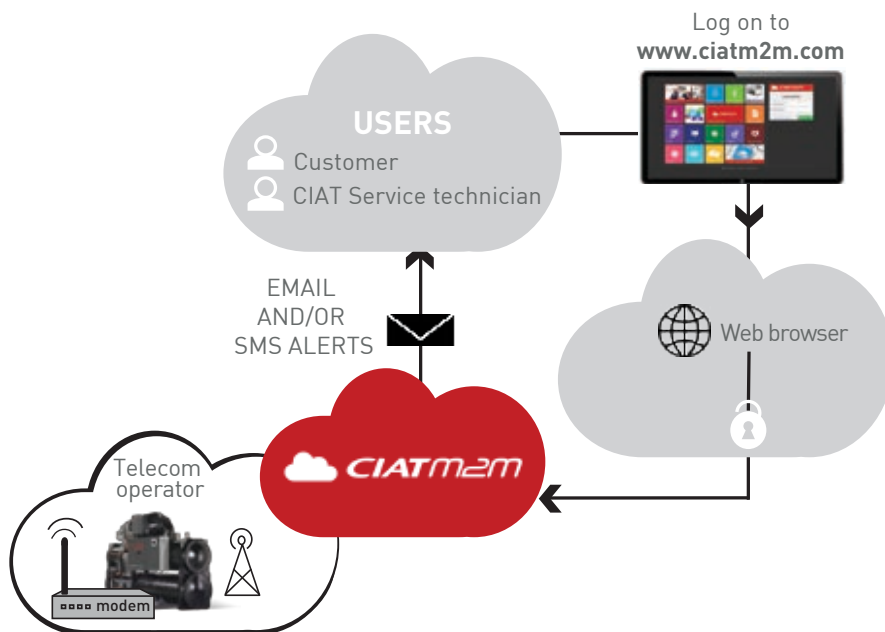 Log on to
www.ciatm2m.com
USERS
Customer
CIAT Service technician
EMAIL
AND/OR
SMS ALERTS
Web browser
CIATm2m
Telecom
operator
modem